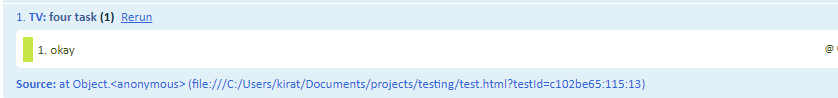 1. TV: four task (1) Rerun
1. okay
@
Source: at Object.<anonymous> (file:///C:/Users/kirat/Documents/projects/testing/test.html?testId=c102be65:115:13)